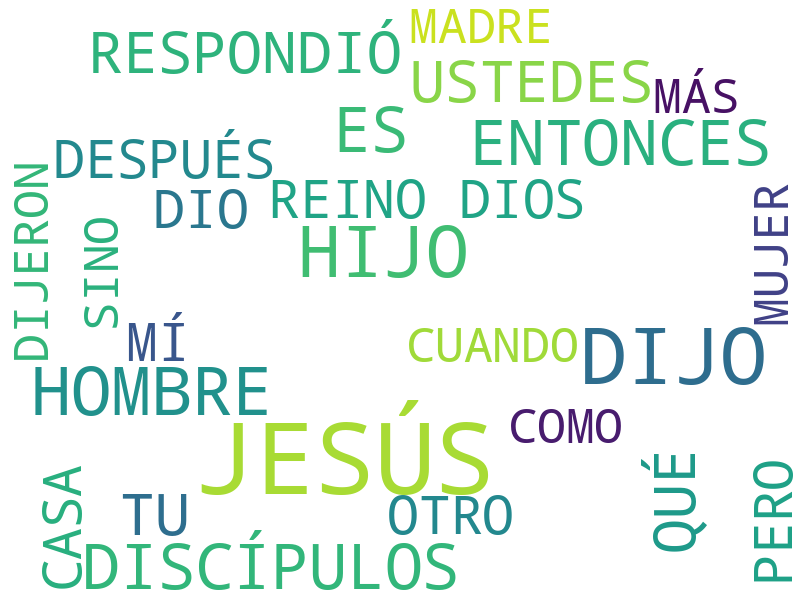 MADRE
RESPONDIÓ
USTEDES
MÁS
ES
ENTONCES
DESPUÉS
REINO DIOS
DIO
DIJERON
SINO
HIJO
MUJER
MÍ
CUANDO
DIJO
HOMBRE
COMO
JESÚS
QUÉ
PERO
CASA
TU
OTRO
DISCÍPULOS